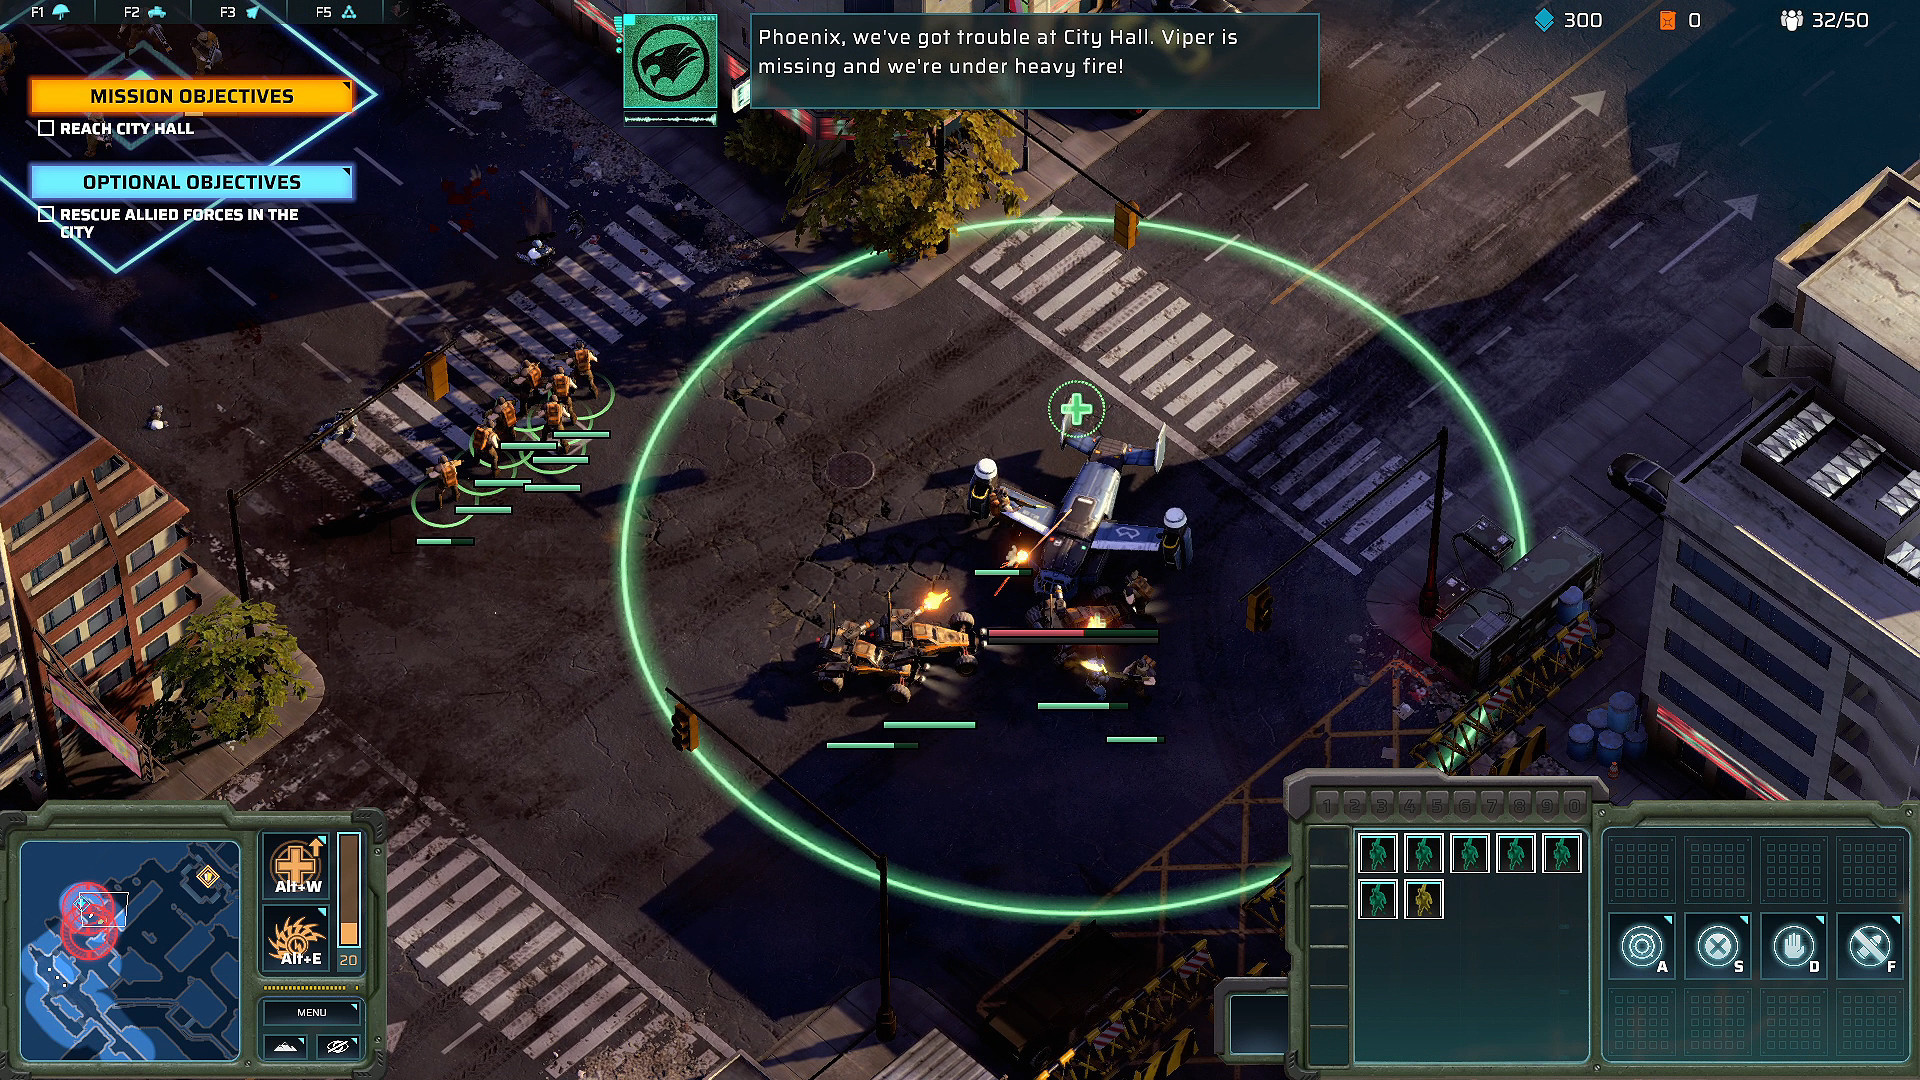 F1 F2 F3 F5
300 0 32/50
Phoenix, we've got trouble at City Hall. Viper is
missing and we're under heavy fire!
MISSION OBJECTIVES
REACH CITY HALL
OPTIONAL OBJECTIVES
RESCUE ALLIED FORCES IN THE
CITY
1 2 3 4 5 6 7 8 9 0
Alt+W
Alt+E
20
MENU
A S D F